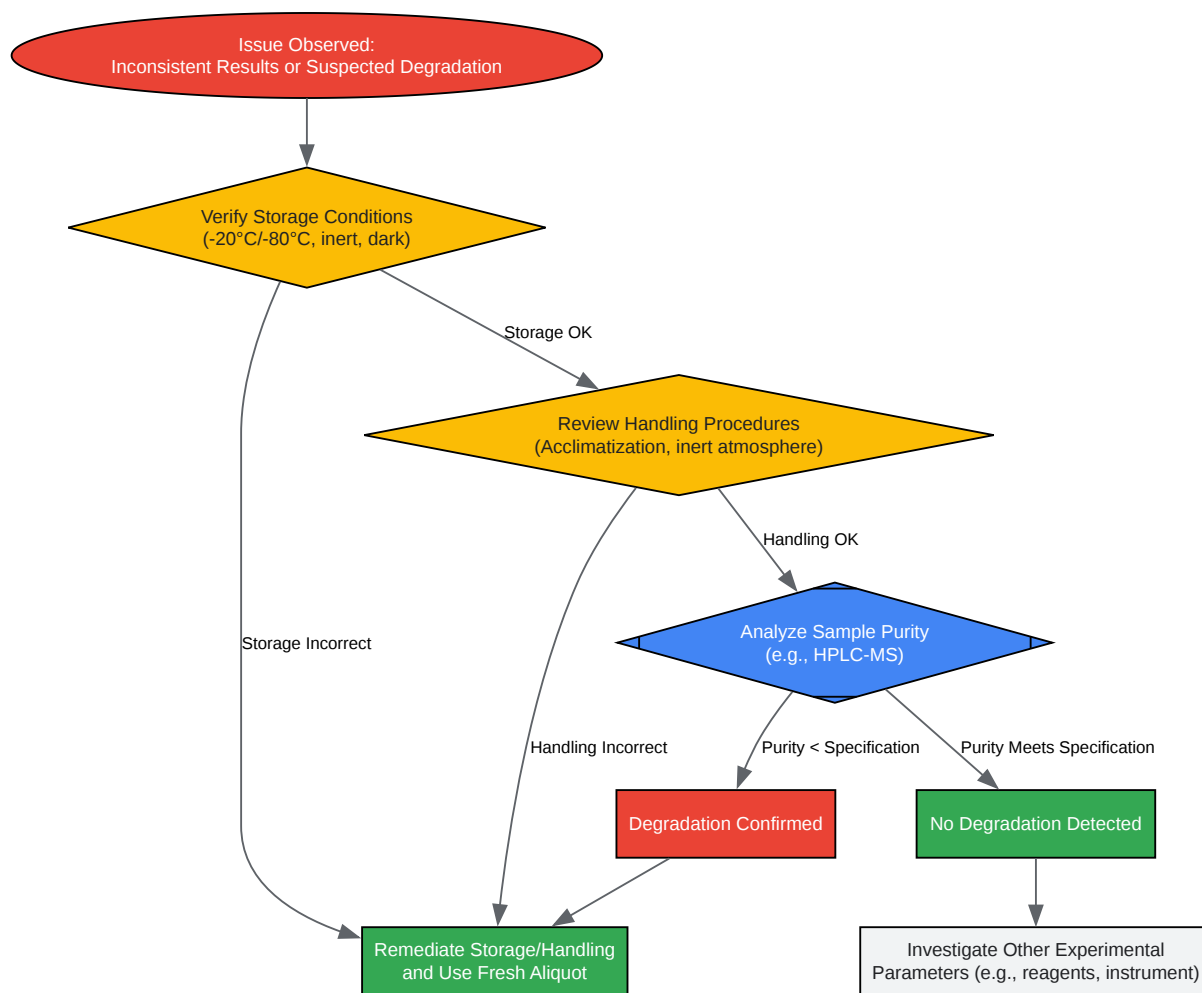 Issue Observed:
Inconsistent Results or Suspected Degradation
Verify Storage Conditions
(-20°C/-80°C, inert, dark)
Storage OK
Review Handling Procedures
(Acclimatization, inert atmosphere)
Handling OK
Analyze Sample Purity
(e.g., HPLC-MS)
Storage Incorrect
Handling Incorrect
Purity < Specification
Purity Meets Specification
Degradation Confirmed
No Degradation Detected
Remediate Storage/Handling
and Use Fresh Aliquot
Investigate Other Experimental
Parameters (e.g., reagents, instrument)